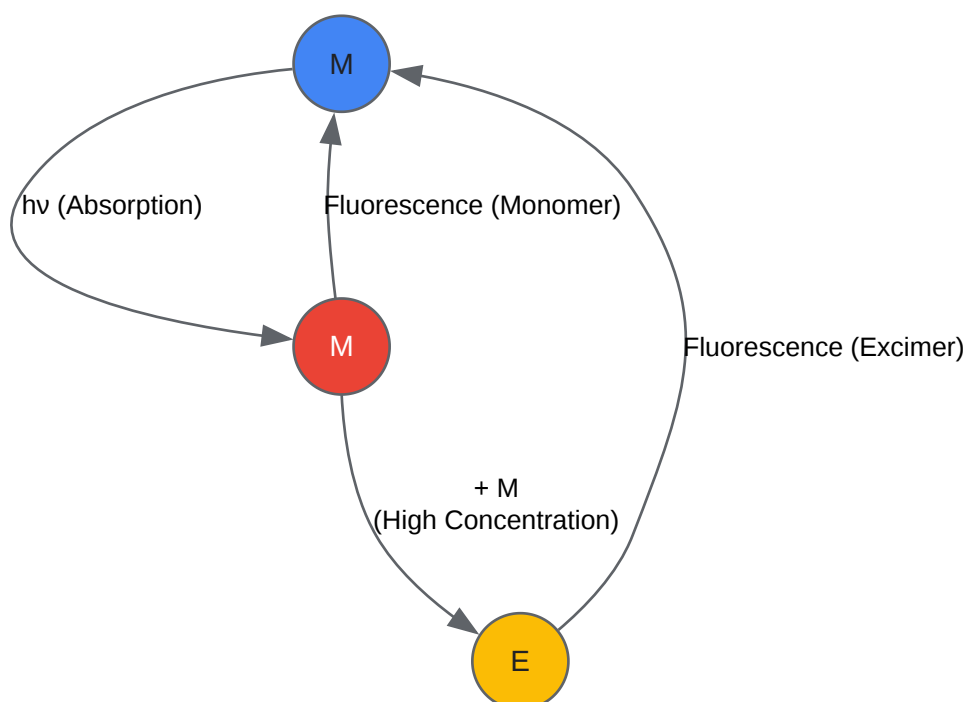 M
hν (Absorption)
Fluorescence (Monomer)
M
Fluorescence (Excimer)
+ M
(High Concentration)
E